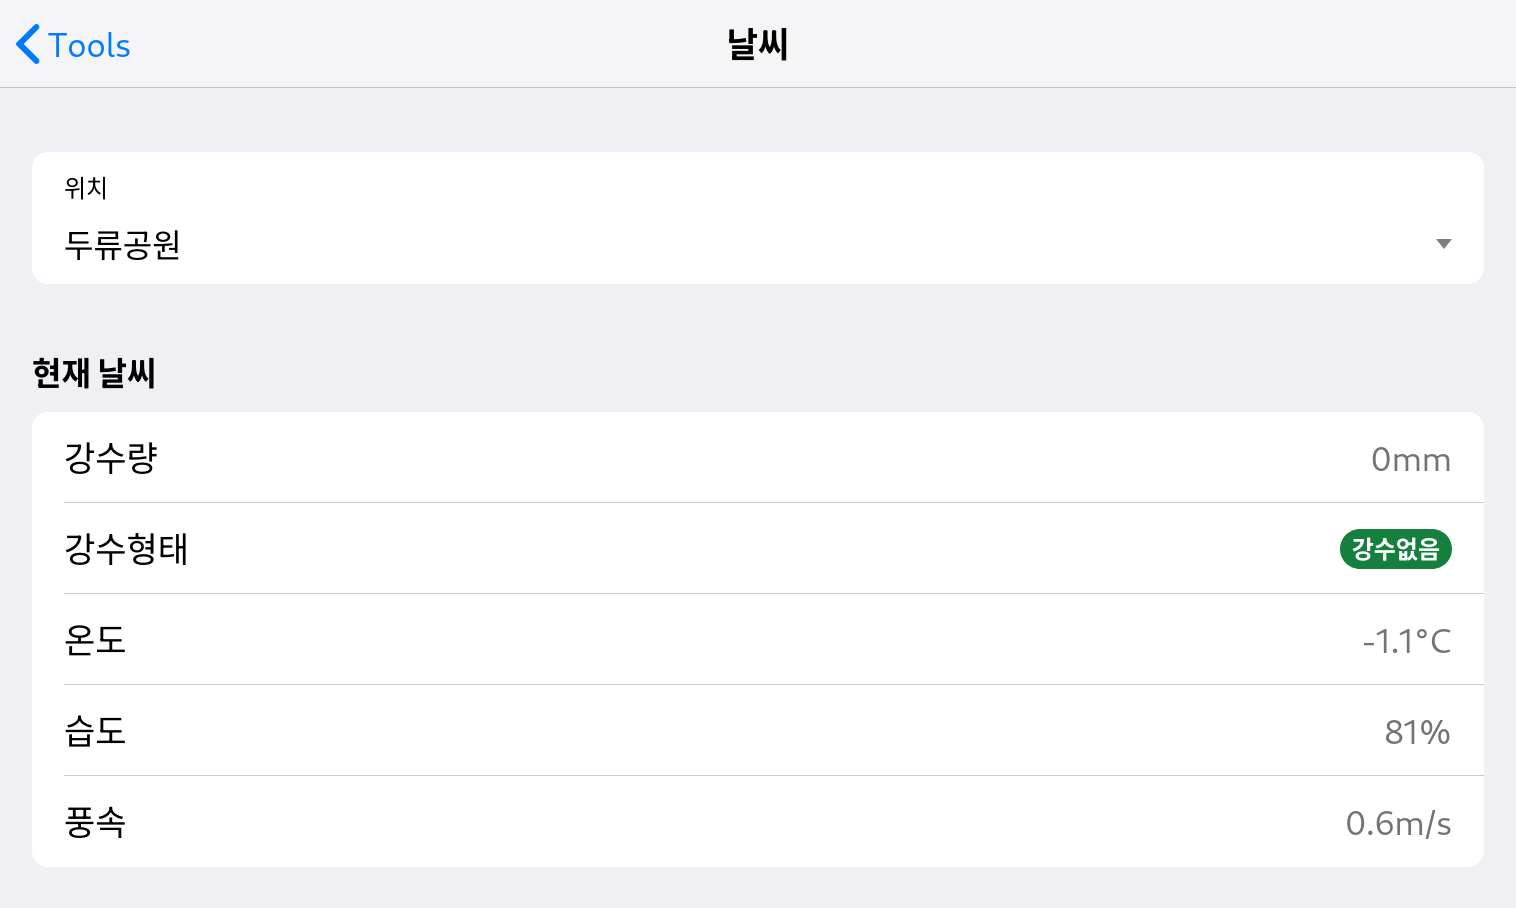 Tools
날씨
위치
두류공원
현재 날씨
강수량 0mm
강수형태 강수없음
온도 -1.1°C
습도 81%
풍속 0.6m/s